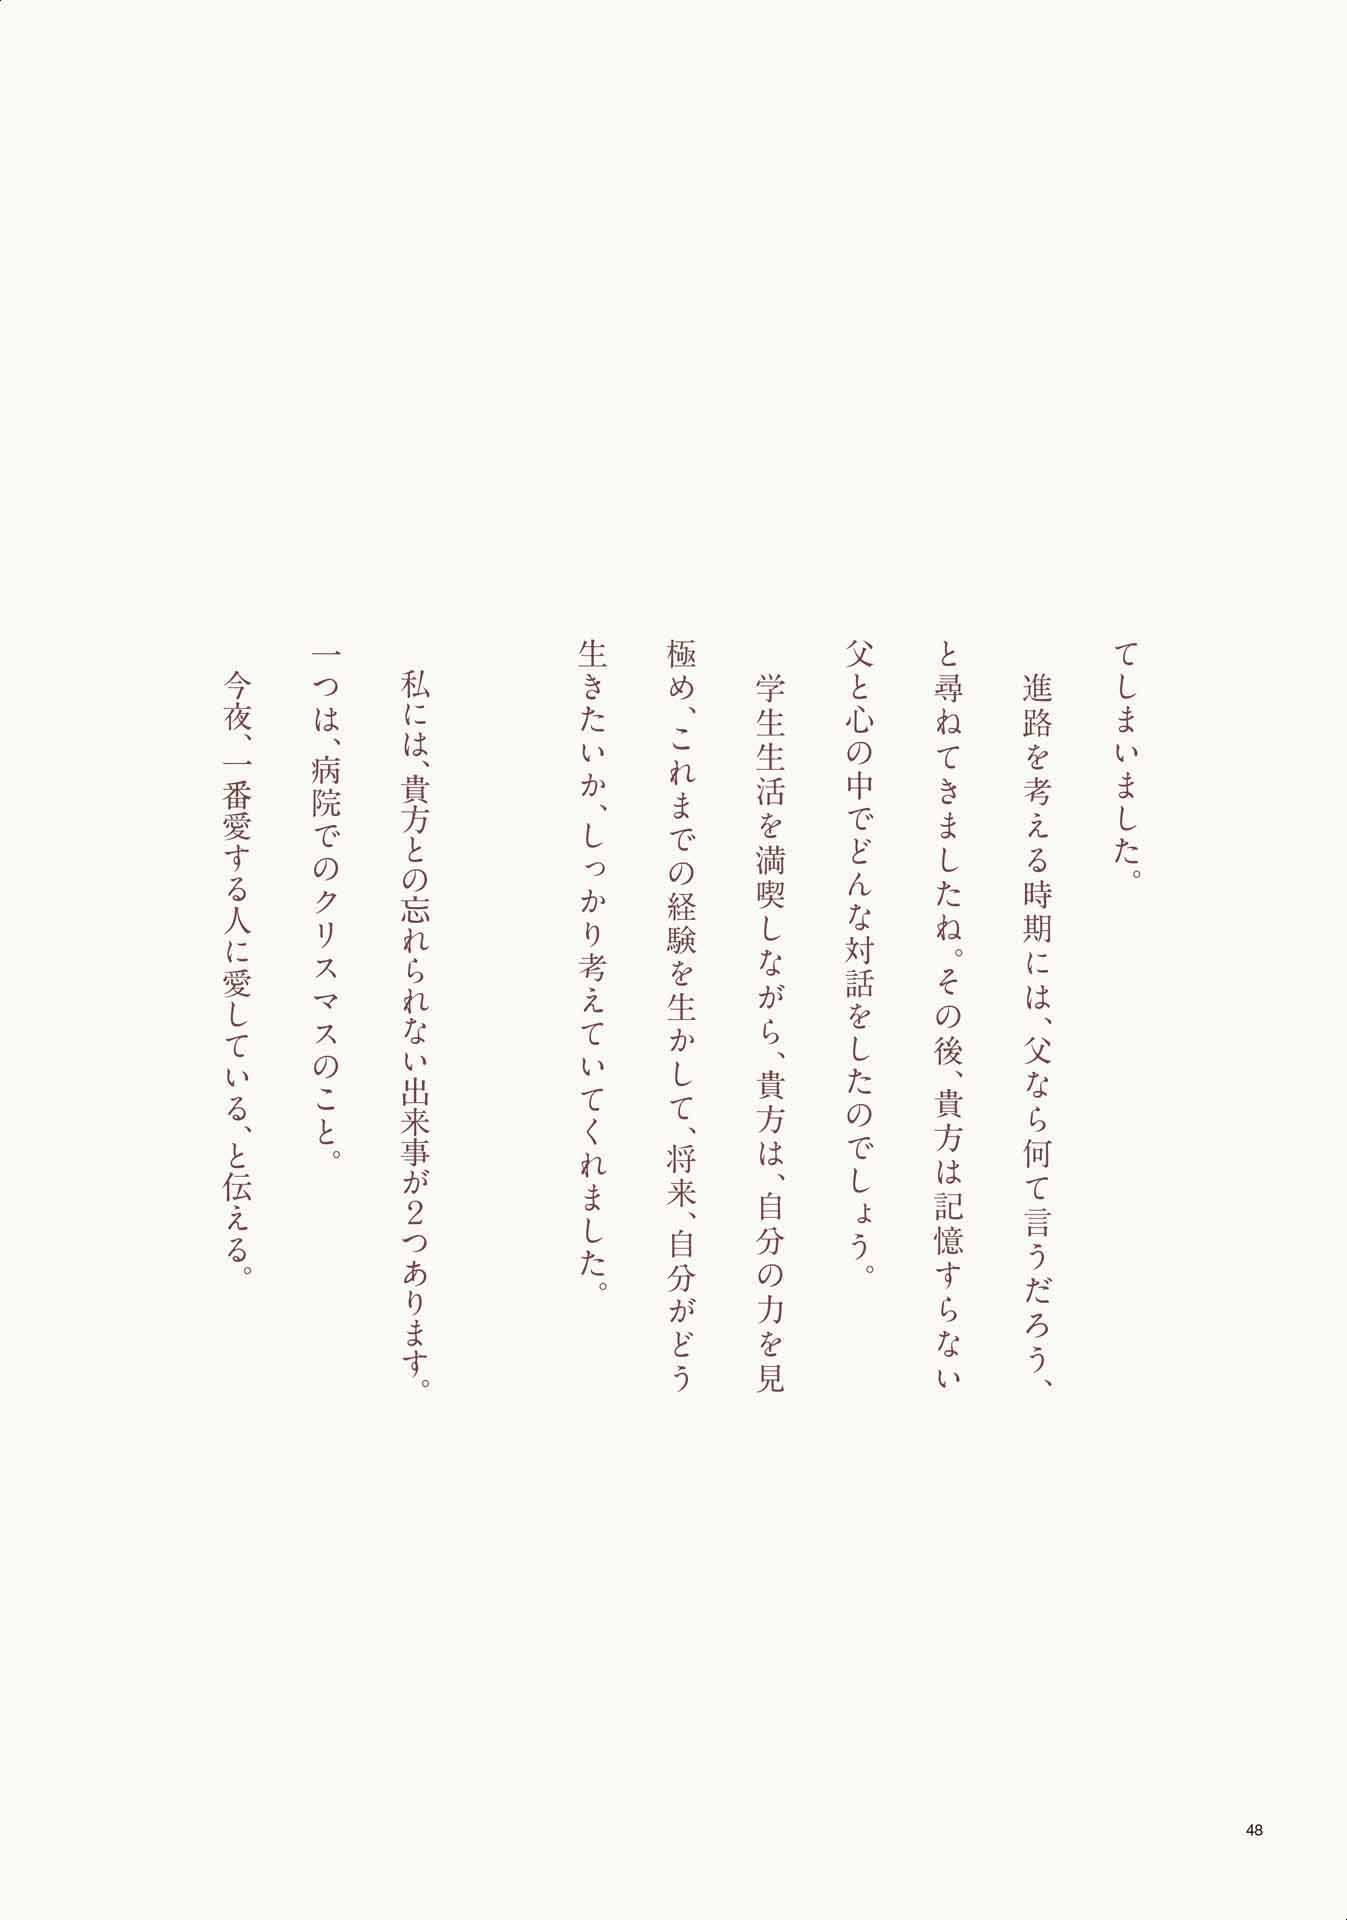 てしまいました。
進路を考える時期には、父なら何て言うだろう、
と尋ねてきましたね。その後、貴方は記憶すらない
父と心の中でどんな対話をしたのでしょう。
学生生活を満喫しながら、貴方は、自分の力を見
極め、これまでの経験を生かして、将来、自分がどう
生きたいか、しっかり考えていてくれました。
私には、貴方との忘れられない出来事が2つあります。
一つは、病院でのクリスマスのこと。
今夜、一番愛する人に愛している、と伝える。
48